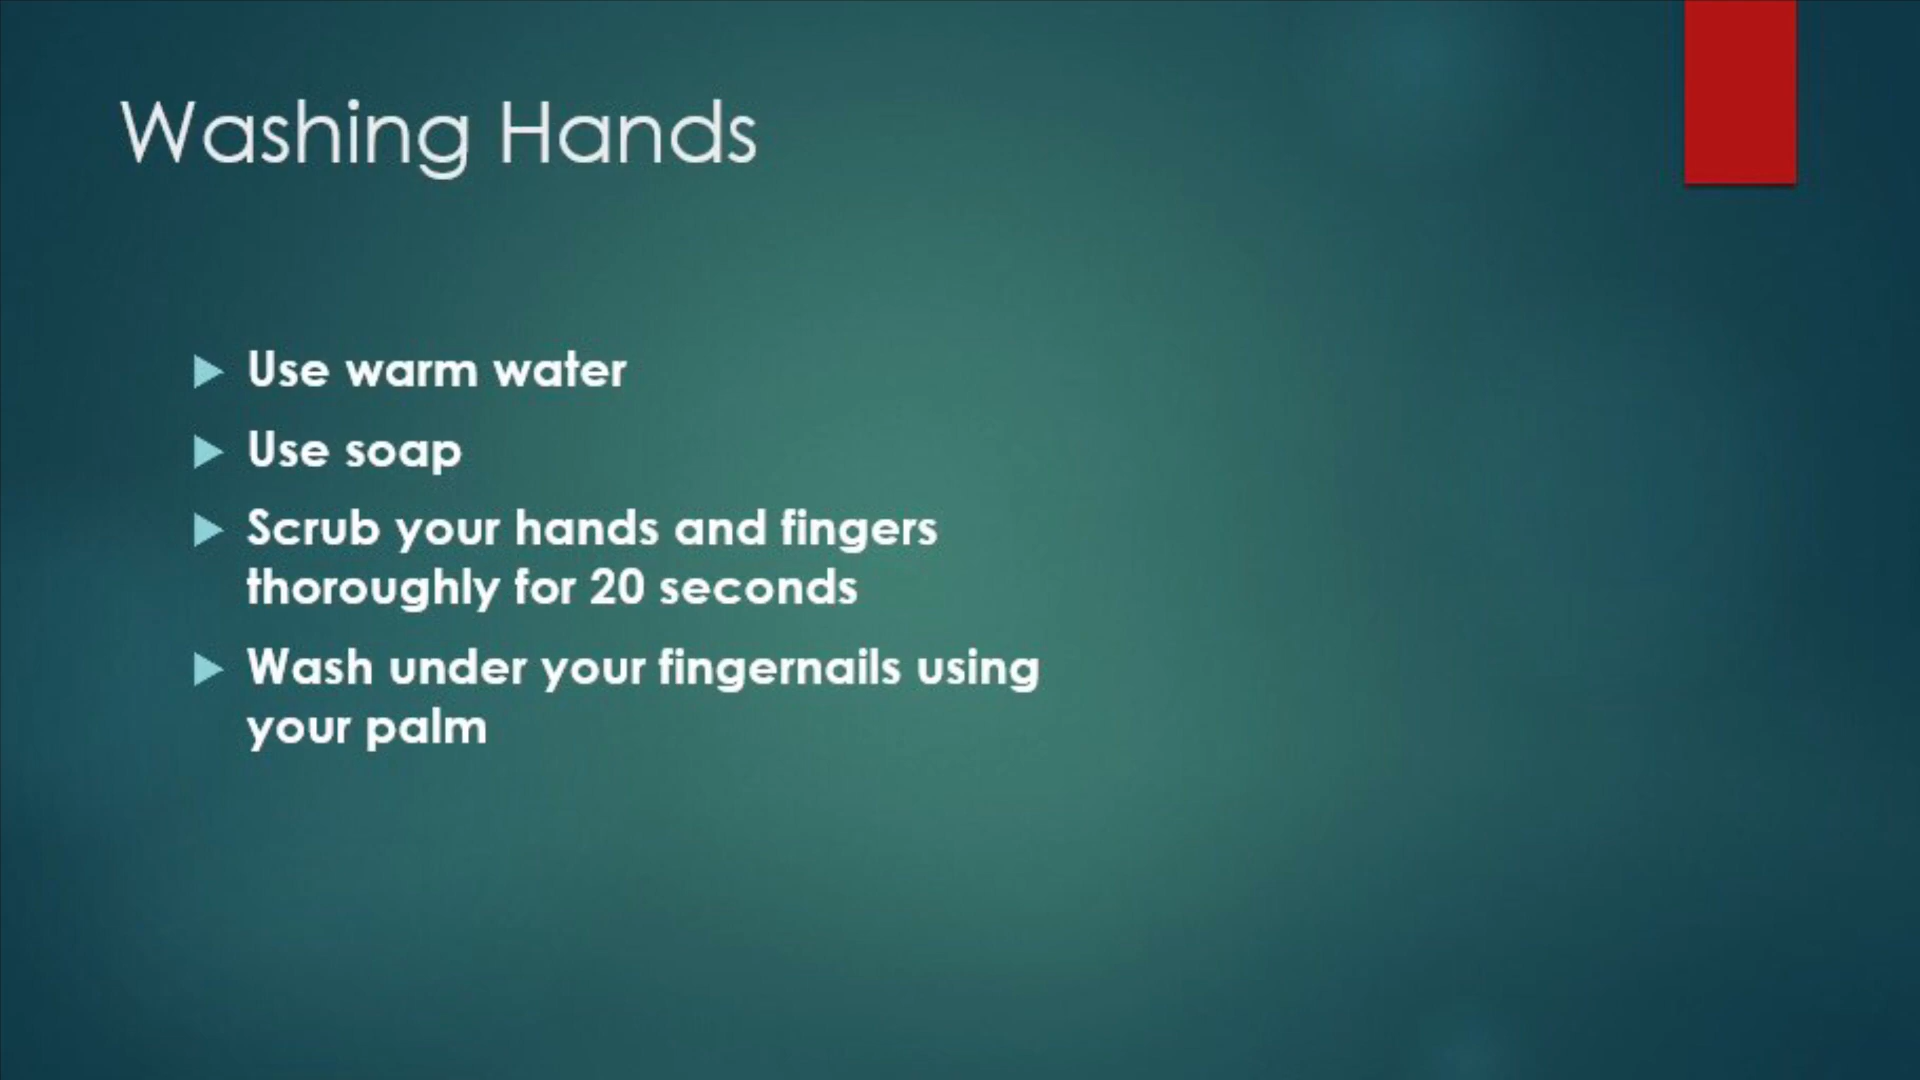 Washing Hands
Use warm water
Use soap
Scrub your hands and fingers
thoroughly for 20 seconds
Wash under your fingernails using
your palm